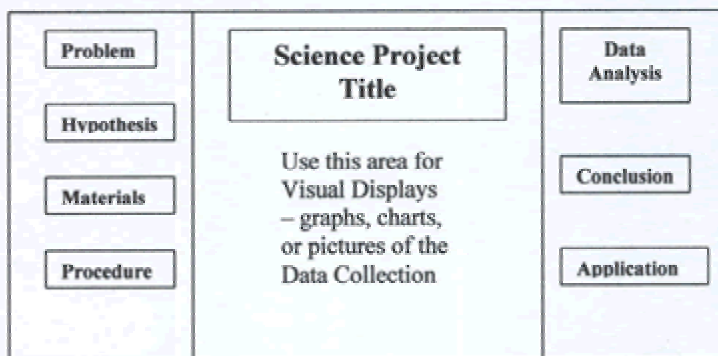 Problem
Hypothesis
Materials
Procedure
Science Project
Title
Use this area for
Visual Displays
– graphs, charts,
or pictures of the
Data Collection
Data
Analysis
Conclusion
Application